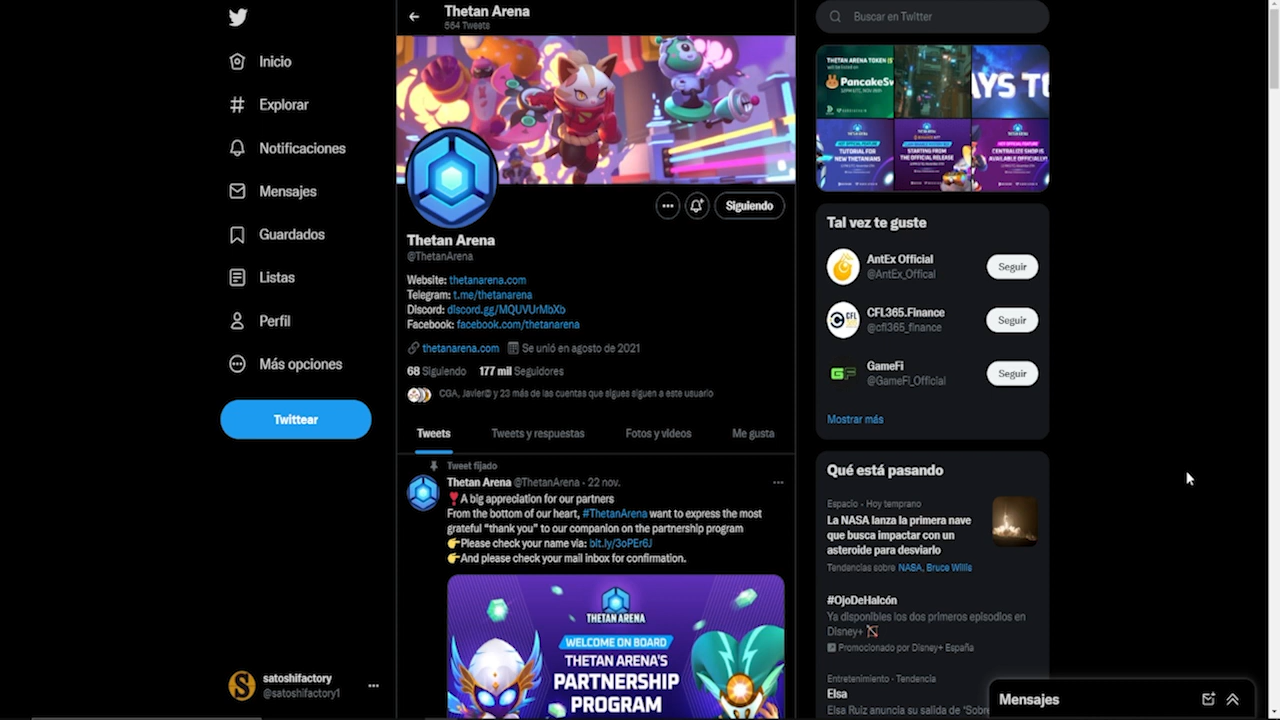 Inicio
Explorar
Notificaciones
Mensajes
Guardados
Listas
Perfil
Más opciones
Twittear
satoshifactory
@satoshifactory1
Thetan Arena
554 Tweets
Siguiendo
Thetan Arena
@ThetanArena
Website: thetanarena.com
Telegram: t.me/thetanarena
Discord: discord.gg/MQUVUrMbXb
Facebook: facebook.com/thetanarena
thetanarena.com Se unió en agosto de 2021
68 Siguiendo 177 mil Seguidores
CGA, Javier© y 23 más de las cuentas que sigues siguen a este usuario
Tweets Tweets y respuestas Fotos y vídeos Me gusta
Tweet fijado
Thetan Arena @ThetanArena · 22 nov.
❣️A big appreciation for our partners
From the bottom of our heart, #ThetanArena want to express the most
grateful “thank you” to our companion on the partnership program
👉Please check your name via: bit.ly/3oPEr6J
👉And please check your mail inbox for confirmation.
THETAN ARENA
WELCOME ON BOARD
THETAN ARENA'S
PARTNERSHIP
PROGRAM
Buscar en Twitter
THETAN ARENA TOKEN
PancakeSw
AYS TO
TUTORIAL FOR
NEW THETANIANS
STARTING FROM
THE OFFICIAL RELEASE
CENTRALIZE SHOP IS
AVAILABLE OFFICIALLY!
Tal vez te guste
AntEx Official
@AntEx_Offical
Seguir
CFL365.Finance
@cfl365_finance
Seguir
GameFi
@GameFi_Official
Seguir
Mostrar más
Qué está pasando
Espacio · Hoy temprano
La NASA lanza la primera nave
que busca impactar con un
asteroide para desviarlo
Tendencias sobre NASA, Bruce Willis
#OjoDeHalcón
Ya disponibles los dos primeros episodios en
Disney+
Promocionado por Disney+ España
Entretenimiento · Tendencia
Elsa
Elsa Ruiz anuncia su salida de "Sobre
Mensajes